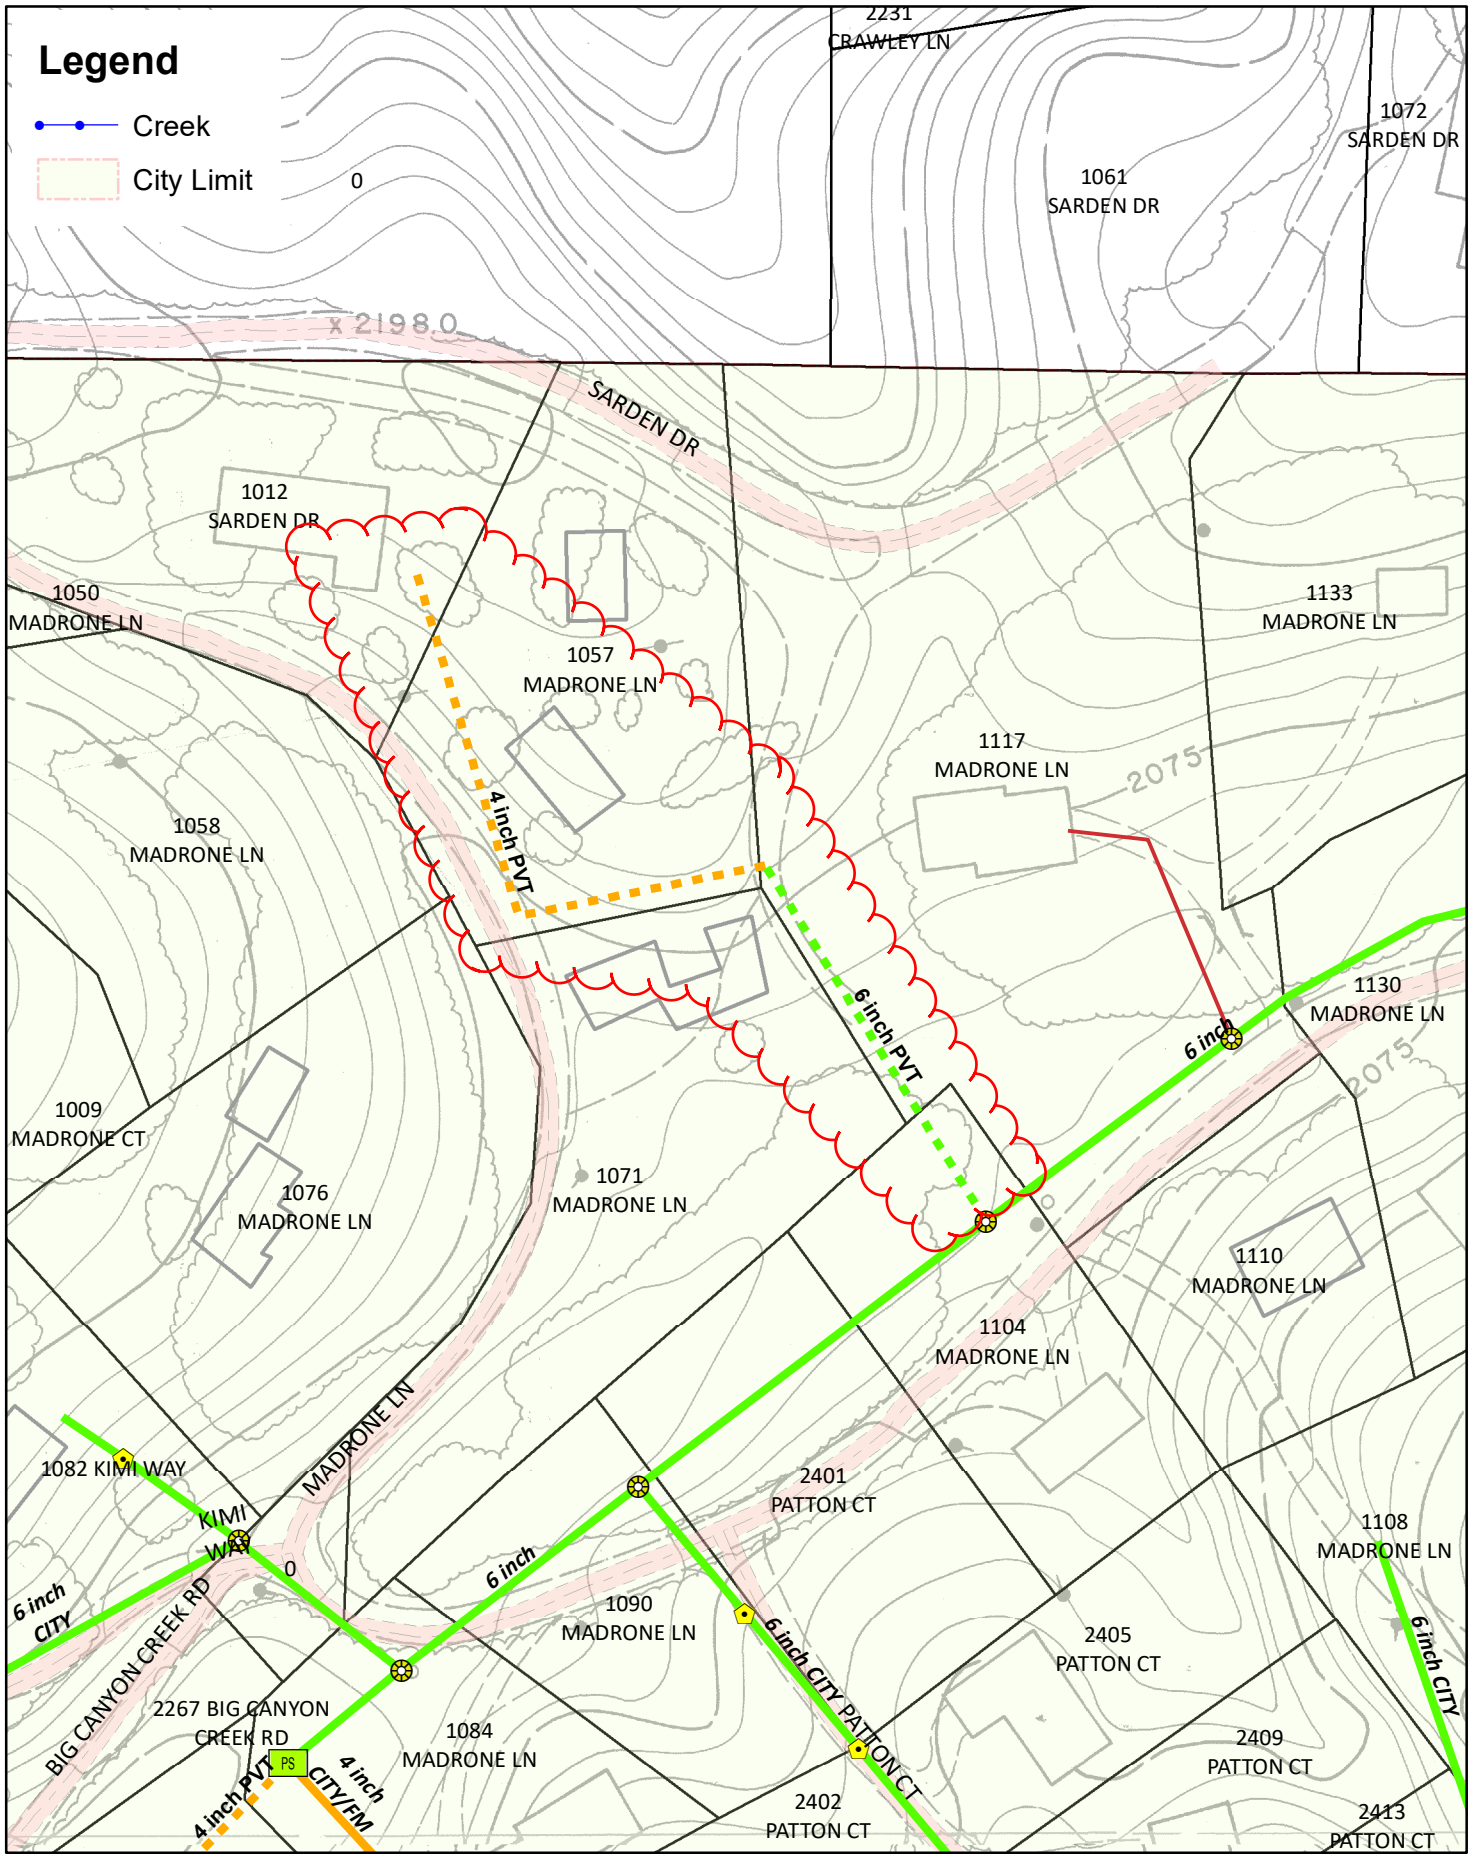 2231
CRAWLEY LN
Legend
Creek
City Limit
0
1072
SARDEN DR
1061
SARDEN DR
x 2198.0
SARDEN DR
1012
SARDEN DR
1050
MADRONE LN
1133
MADRONE LN
1057
MADRONE LN
1117
MADRONE LN
2075
4 inch PVT
1058
MADRONE LN
6 inch PVT
1130
MADRONE LN
6 inch
2075
1009
MADRONE CT
1076
MADRONE LN
1071
MADRONE LN
1110
MADRONE LN
1104
MADRONE LN
MADRONE LN
1082 KIMI WAY
2401
PATTON CT
KIMI
WAY
0
1108
MADRONE LN
6 inch
6 inch
CITY
1090
MADRONE LN
2405
PATTON CT
6 inch CITY
6 inch CITY
PATTON CT
BIG CANYON CREEK RD
2267 BIG CANYON
CREEK RD
1084
MADRONE LN
2409
PATTON CT
PS
4 inch PVT
4 inch
CITY/FM
2402
PATTON CT
2413
PATTON CT